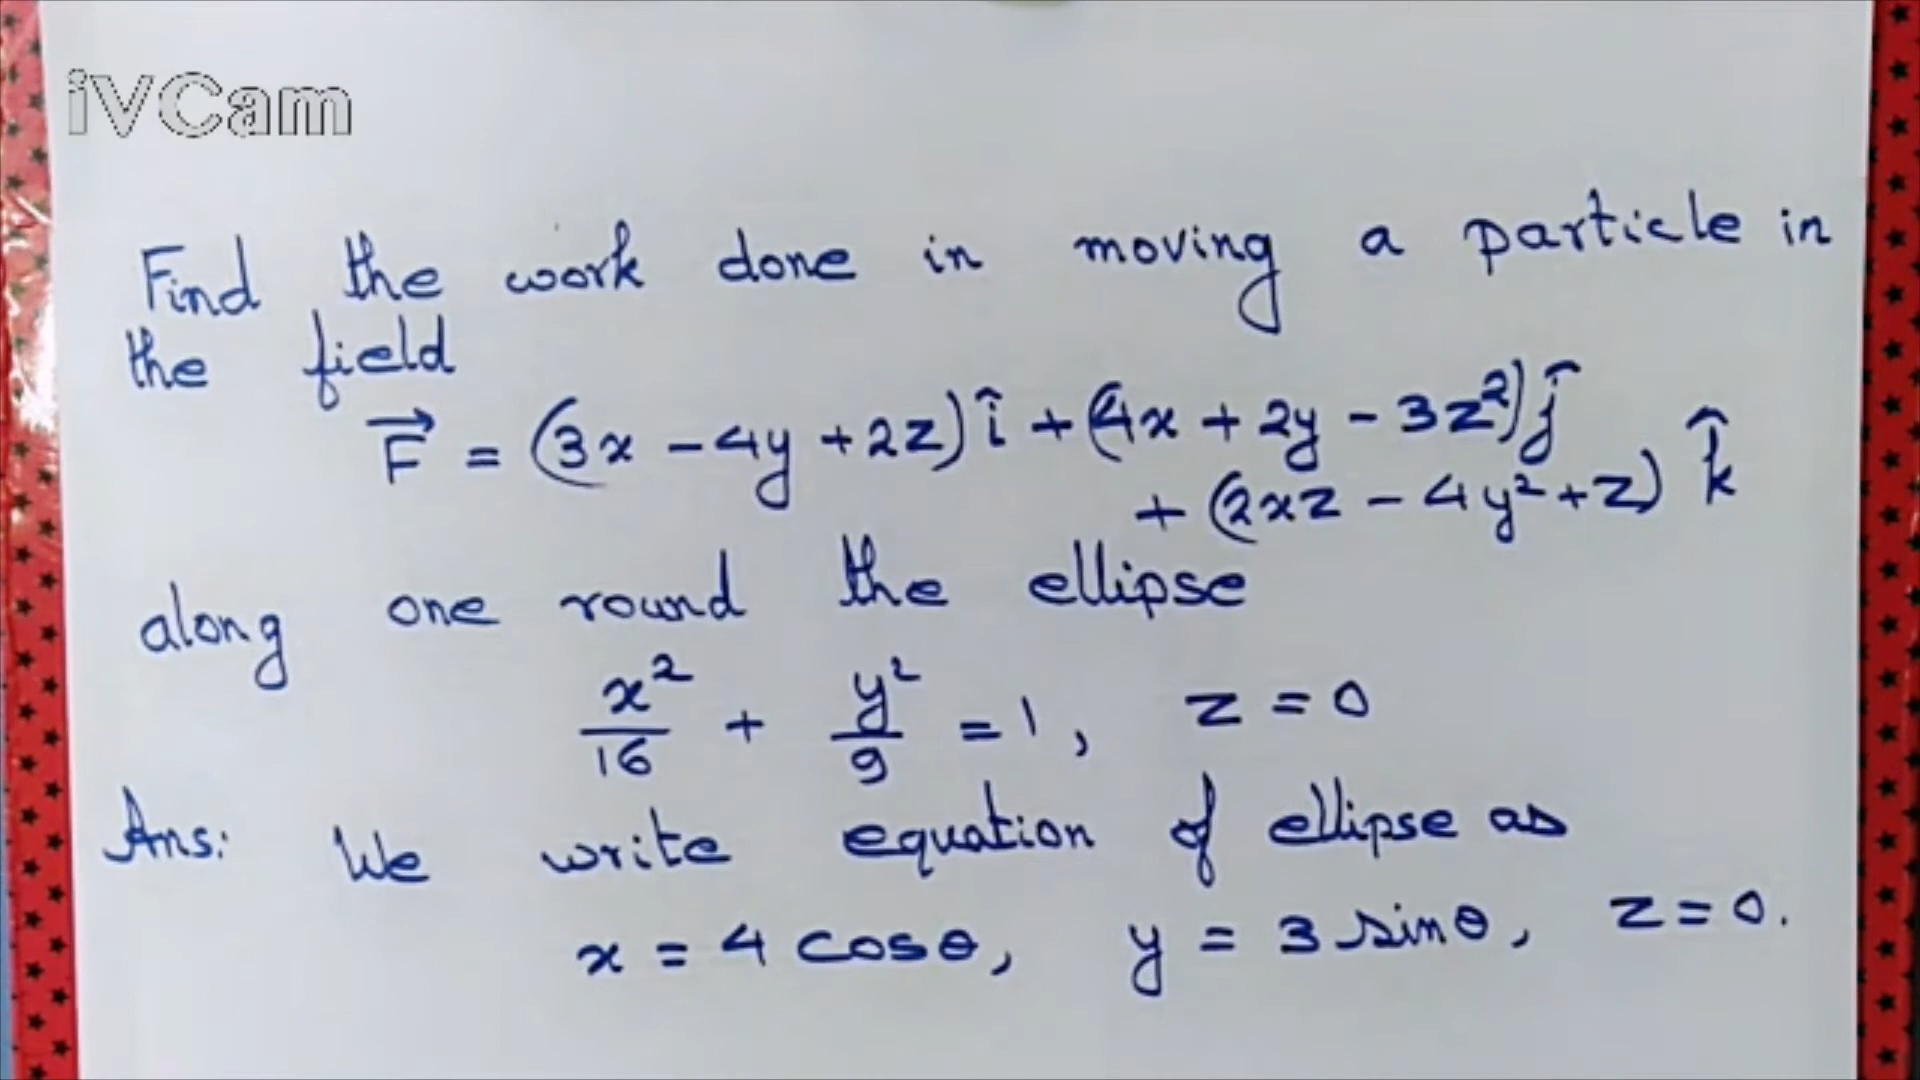 iVCam
Find the work done in moving a particle in
the field
F⃗ = (3x - 4y + 2z) î + (4x + 2y - 3z²) ĵ
+ (2xz - 4y² + z) k̂
along one round the ellipse
x²/16 + y²/9 = 1, z = 0
Ans: We write equation of ellipse as
x = 4 cosθ, y = 3 sinθ, z = 0.